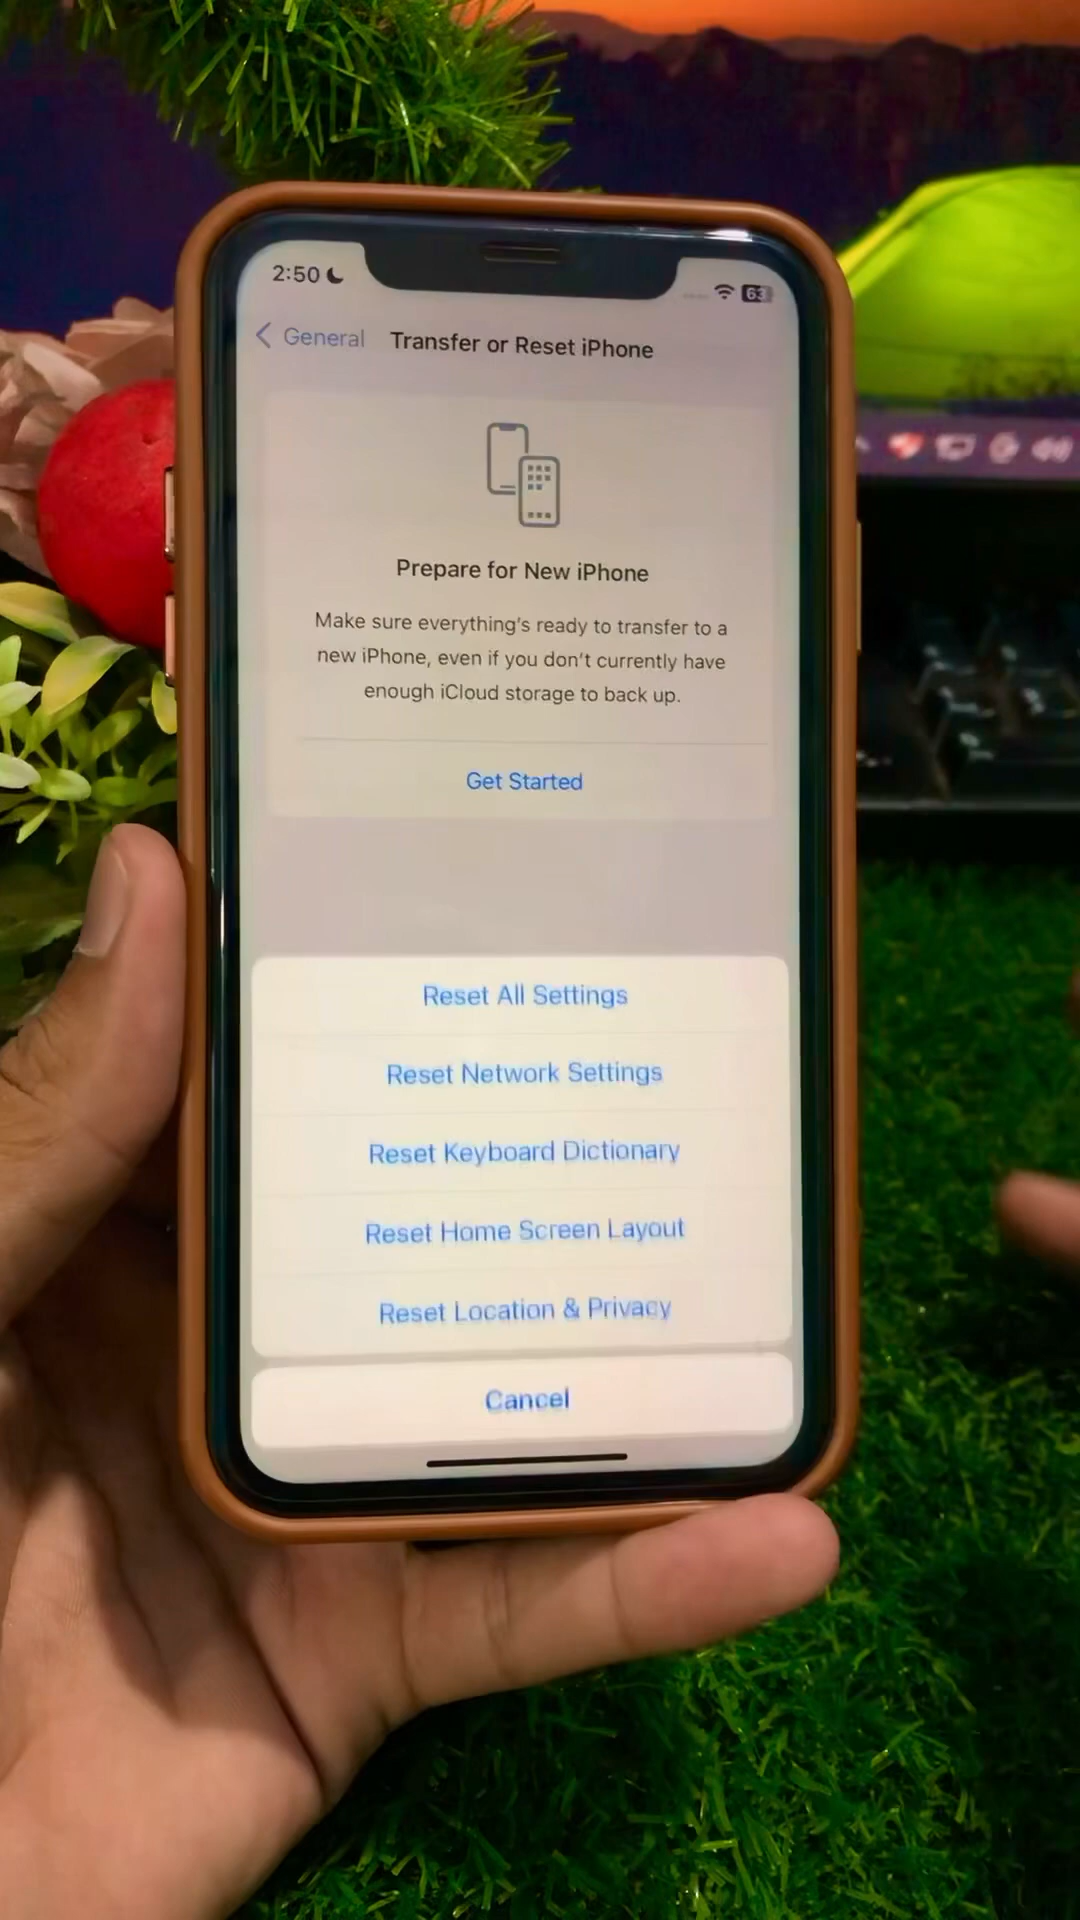 2:50
63
General
Transfer or Reset iPhone
Prepare for New iPhone
Make sure everything's ready to transfer to a
new iPhone, even if you don't currently have
enough iCloud storage to back up.
Get Started
Reset All Settings
Reset Network Settings
Reset Keyboard Dictionary
Reset Home Screen Layout
Reset Location & Privacy
Cancel